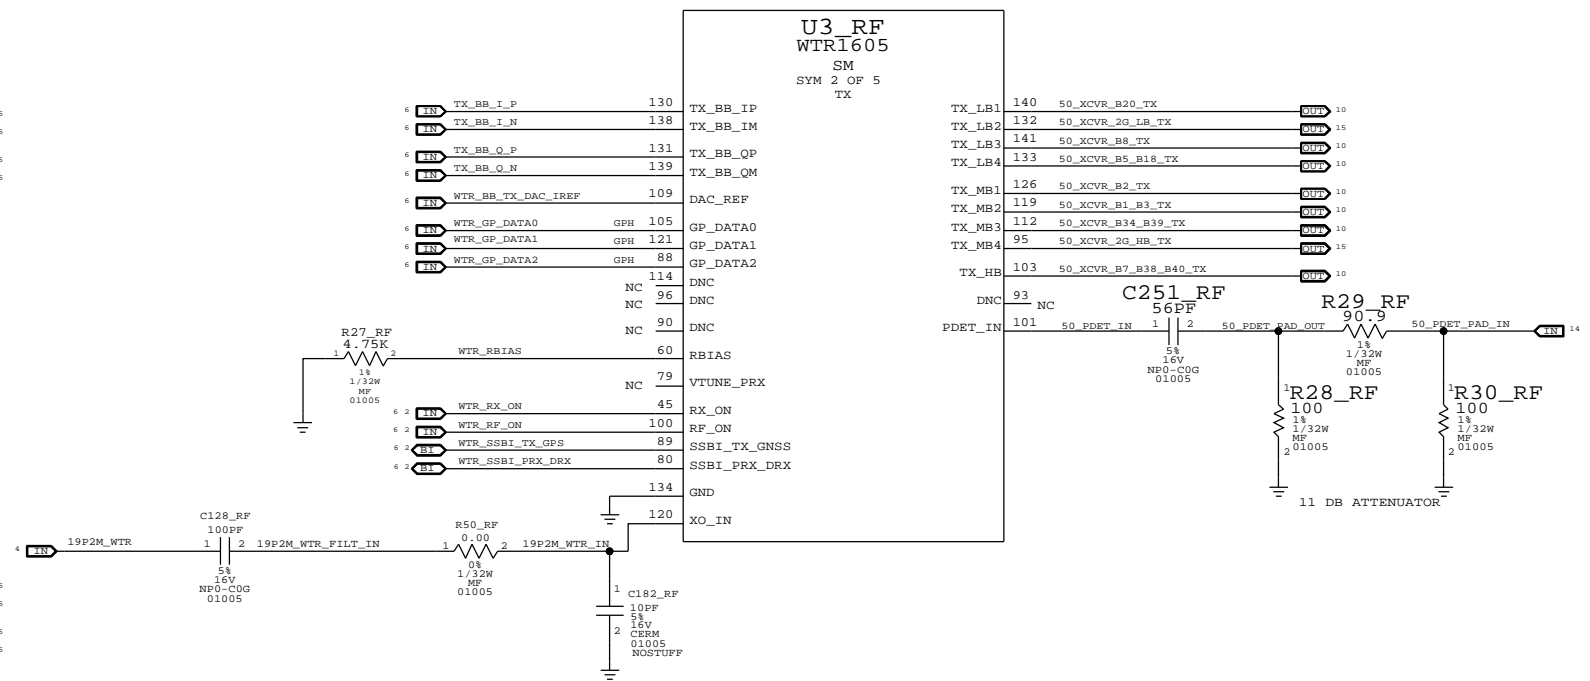 U3_RF
WTR1605
SM
SYM 2 OF 5
TX
6 IN TX_BB_I_P 130 TX_BB_IP
6 IN TX_BB_I_N 138 TX_BB_IM
6 IN TX_BB_Q_P 131 TX_BB_QP
6 IN TX_BB_Q_N 139 TX_BB_QM
6 IN WTR_BB_TX_DAC_IREF 109 DAC_REF
6 IN WTR_GP_DATA0 GPH 105 GP_DATA0
6 IN WTR_GP_DATA1 GPH 121 GP_DATA1
6 IN WTR_GP_DATA2 GPH 88 GP_DATA2
NC 114 DNC
NC 96 DNC
NC 90 DNC
R27_RF
4.75K
1 2 WTR_RBIAS 60 RBIAS
1%
1/32W
MF
01005
NC 79 VTUNE_PRX
6 2 IN WTR_RX_ON 45 RX_ON
6 2 IN WTR_RF_ON 100 RF_ON
6 2 BI WTR_SSBI_TX_GPS 89 SSBI_TX_GNSS
6 2 BI WTR_SSBI_PRX_DRX 80 SSBI_PRX_DRX
134 GND
120 XO_IN
TX_LB1 140 50_XCVR_B20_TX OUT 10
TX_LB2 132 50_XCVR_2G_LB_TX OUT 15
TX_LB3 141 50_XCVR_B8_TX OUT 10
TX_LB4 133 50_XCVR_B5_B18_TX OUT 10
TX_MB1 126 50_XCVR_B2_TX OUT 10
TX_MB2 119 50_XCVR_B1_B3_TX OUT 10
TX_MB3 112 50_XCVR_B34_B39_TX OUT 10
TX_MB4 95 50_XCVR_2G_HB_TX OUT 15
TX_HB 103 50_XCVR_B7_B38_B40_TX OUT 10
DNC 93 NC
C251_RF
56PF
R29_RF
90.9
PDET_IN 101 50_PDET_IN 1 2 50_PDET_PAD_OUT 50_PDET_PAD_IN IN 14
5%
16V
NP0-C0G
01005
1%
1/32W
MF
01005
1 R28_RF
100
1%
1/32W
MF
2 01005
1 R30_RF
100
1%
1/32W
MF
2 01005
11 DB ATTENUATOR
C128_RF
100PF
4 IN 19P2M_WTR 1 2 19P2M_WTR_FILT_IN
5%
16V
NP0-C0G
01005
R50_RF
0.00
1 2 19P2M_WTR_IN
0%
1/32W
MF
01005
1 C182_RF
10PF
5%
16V
2 CERM
01005
NOSTUFF